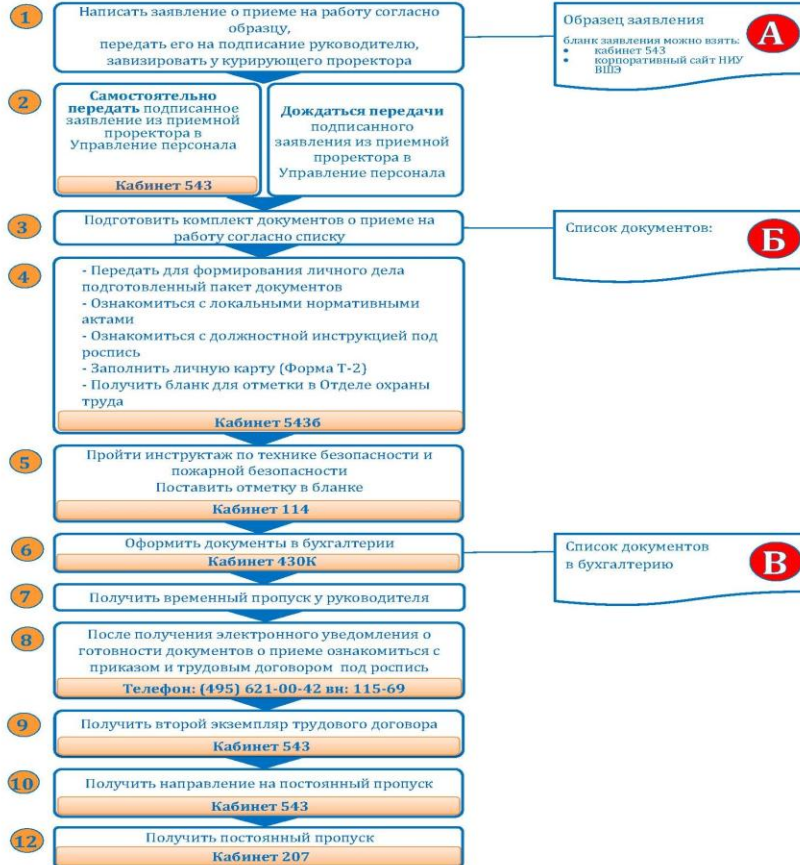 1
Написать заявление о приеме на работу согласно
образцу,
передать его на подписание руководителю,
завизировать у курирующего проректора
Образец заявления
бланк заявления можно взять:
• кабинет 543
• корпоративный сайт НИУ
ВШЭ
А
2
Самостоятельно
передать подписанное
заявление из приемной
проректора в
Управление персонала
Кабинет 543
Дождаться передачи
подписанного
заявления из приемной
проректора в
Управление персонала
3
Подготовить комплект документов о приеме на
работу согласно списку
Список документов:
Б
4
- Передать для формирования личного дела
подготовленный пакет документов
- Ознакомиться с локальными нормативными
актами
- Ознакомиться с должностной инструкцией под
роспись
- Заполнить личную карту (Форма Т-2)
- Получить бланк для отметки в Отделе охраны
труда
Кабинет 543б
5
Пройти инструктаж по технике безопасности и
пожарной безопасности
Поставить отметку в бланке
Кабинет 114
6
Оформить документы в бухгалтерии
Кабинет 430К
Список документов
в бухгалтерию
В
7
Получить временный пропуск у руководителя
8
После получения электронного уведомления о
готовности документов о приеме ознакомиться с
приказом и трудовым договором под роспись
Телефон: (495) 621-00-42 вн: 115-69
9
Получить второй экземпляр трудового договора
Кабинет 543
10
Получить направление на постоянный пропуск
Кабинет 543
12
Получить постоянный пропуск
Кабинет 207